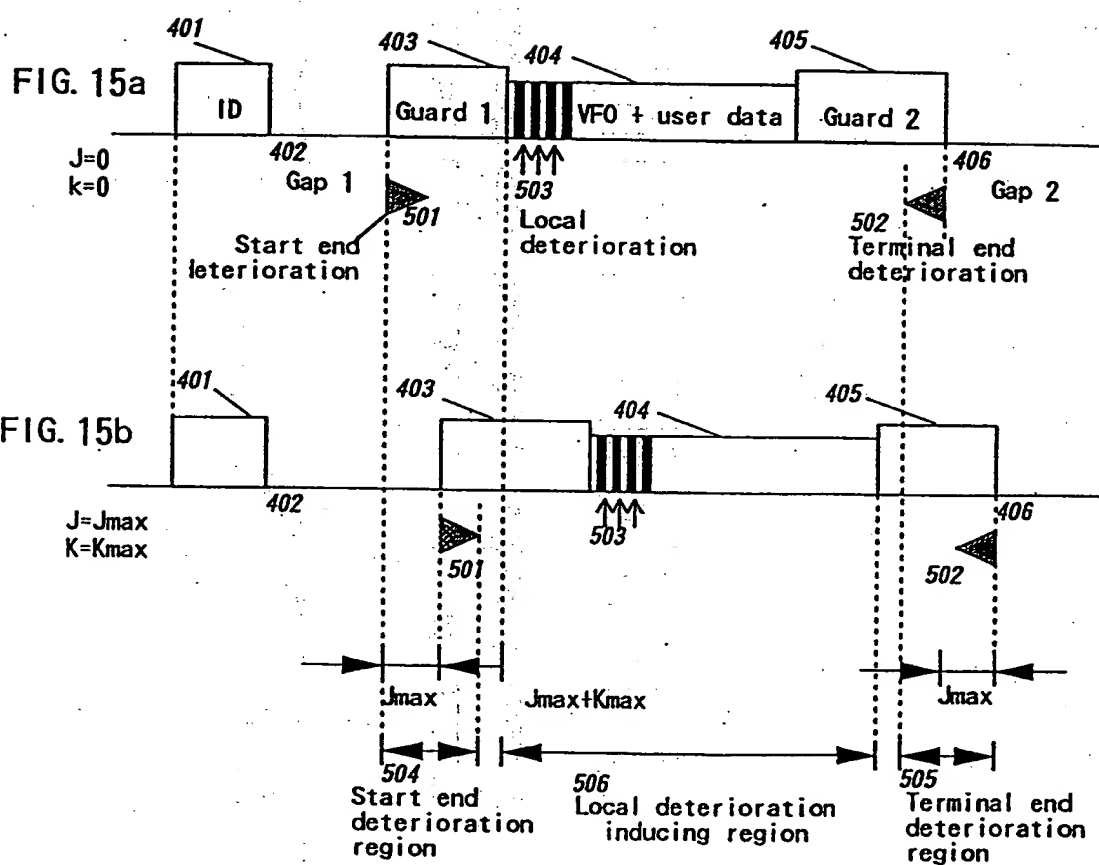 401
403
404
405
FIG. 15a
ID
Guard 1
VFO + user data
Guard 2
402
406
J=0
k=0
Gap 1
503
Gap 2
501
Local
deterioration
502
Start end
leterioration
Terminal end
deterioration
401
403
404
405
FIG. 15b
402
406
J=Jmax
K=Kmax
503
501
502
Jmax
Jmax+Kmax
Jmax
504
Start end
deterioration
region
506
Local deterioration
inducing region
505
Terminal end
deterioration
region